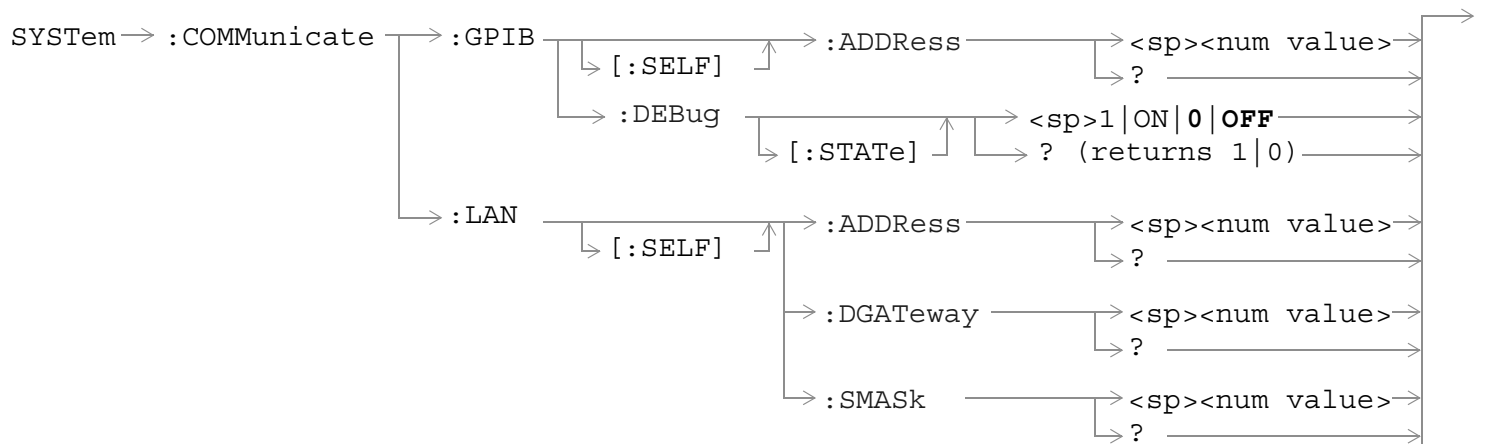 SYSTem :COMMunicate :GPIB :ADDRess <sp><num value>
[:SELF] ?
:DEBug <sp>1|ON|0|OFF
[:STATe] ? (returns 1|0)
:LAN :ADDRess <sp><num value>
[:SELF] ?
:DGATeway <sp><num value>
?
:SMASk <sp><num value>
?